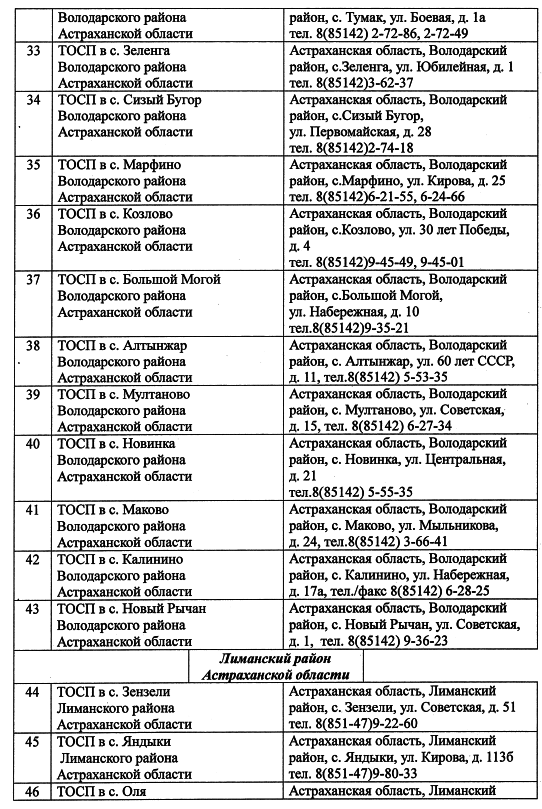 Володарского района
Астраханской области
район, с. Тумак, ул. Боевая, д. 1а
тел. 8(85142) 2-72-86, 2-72-49
33
ТОСП в с. Зеленга
Володарского района
Астраханской области
Астраханская область, Володарский
район, с.Зеленга, ул. Юбилейная, д. 1
тел. 8(85142)3-62-37
34
ТОСП в с. Сизый Бугор
Володарского района
Астраханской области
Астраханская область, Володарский
район, с.Сизый Бугор,
ул. Первомайская, д. 28
тел. 8(85142)2-74-18
35
ТОСП в с. Марфино
Володарского района
Астраханской области
Астраханская область, Володарский
район, с.Марфино, ул. Кирова, д. 25
тел. 8(85142)6-21-55, 6-24-66
36
ТОСП в с. Козлово
Володарского района
Астраханской области
Астраханская область, Володарский
район, с.Козлово, ул. 30 лет Победы,
д. 4
тел. 8(85142)9-45-49, 9-45-01
37
ТОСП в с. Большой Могой
Володарского района
Астраханской области
Астраханская область, Володарский
район, с.Большой Могой,
ул. Набережная, д. 10
тел.8(85142)9-35-21
38
ТОСП в с. Алтынжар
Володарского района
Астраханской области
Астраханская область, Володарский
район, с. Алтынжар, ул. 60 лет СССР,
д. 11, тел.8(85142) 5-53-35
39
ТОСП в с. Мултаново
Володарского района
Астраханской области
Астраханская область, Володарский
район, с. Мултаново, ул. Советская,
д. 15, тел. 8(85142) 6-27-34
40
ТОСП в с. Новинка
Володарского района
Астраханской области
Астраханская область, Володарский
район, с. Новинка, ул. Центральная,
д. 21
тел.8(85142) 5-55-35
41
ТОСП в с. Маково
Володарского района
Астраханской области
Астраханская область, Володарский
район, с. Маково, ул. Мыльникова,
д. 24, тел.8(85142) 3-66-41
42
ТОСП в с. Калинино
Володарского района
Астраханской области
Астраханская область, Володарский
район, с. Калинино, ул. Набережная,
д. 17а, тел./факс 8(85142) 6-28-25
43
ТОСП в с. Новый Рычан
Володарского района
Астраханской области
Астраханская область, Володарский
район, с. Новый Рычан, ул. Советская,
д. 1, тел. 8(85142) 9-36-23
Лиманский район
Астраханской области
44
ТОСП в с. Зензели
Лиманского района
Астраханской области
Астраханская область, Лиманский
район, с. Зензели, ул. Советская, д. 51
тел. 8(851-47)9-22-60
45
ТОСП в с. Яндыки
Лиманского района
Астраханской области
Астраханская область, Лиманский
район, с. Яндыки, ул. Кирова, д. 113б
тел. 8(851-47)9-80-33
46
ТОСП в с. Оля
Астраханская область, Лиманский